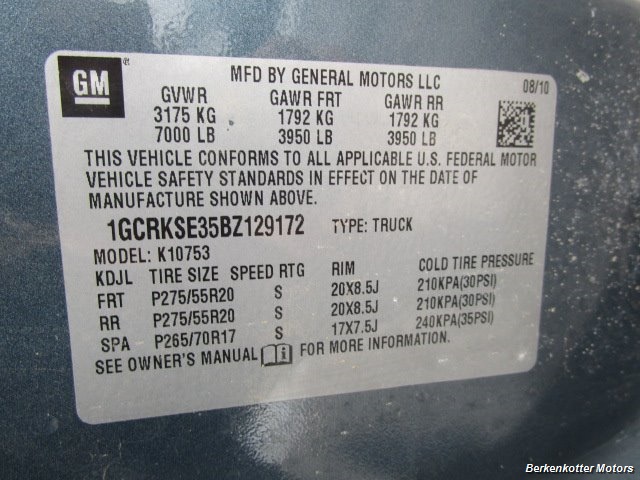 GM
MFD BY GENERAL MOTORS LLC 08/10
GVWR GAWR FRT GAWR RR
3175 KG 1792 KG 1792 KG
7000 LB 3950 LB 3950 LB
THIS VEHICLE CONFORMS TO ALL APPLICABLE U.S. FEDERAL MOTOR
VEHICLE SAFETY STANDARDS IN EFFECT ON THE DATE OF
MANUFACTURE SHOWN ABOVE.
1GCRKSE35BZ129172 TYPE: TRUCK
MODEL: K10753
KDJL TIRE SIZE SPEED RTG RIM COLD TIRE PRESSURE
FRT P275/55R20 S 20X8.5J 210KPA(30PSI)
RR P275/55R20 S 20X8.5J 210KPA(30PSI)
SPA P265/70R17 S 17X7.5J 240KPA(35PSI)
SEE OWNER'S MANUAL FOR MORE INFORMATION.
Berkenkotter Motors